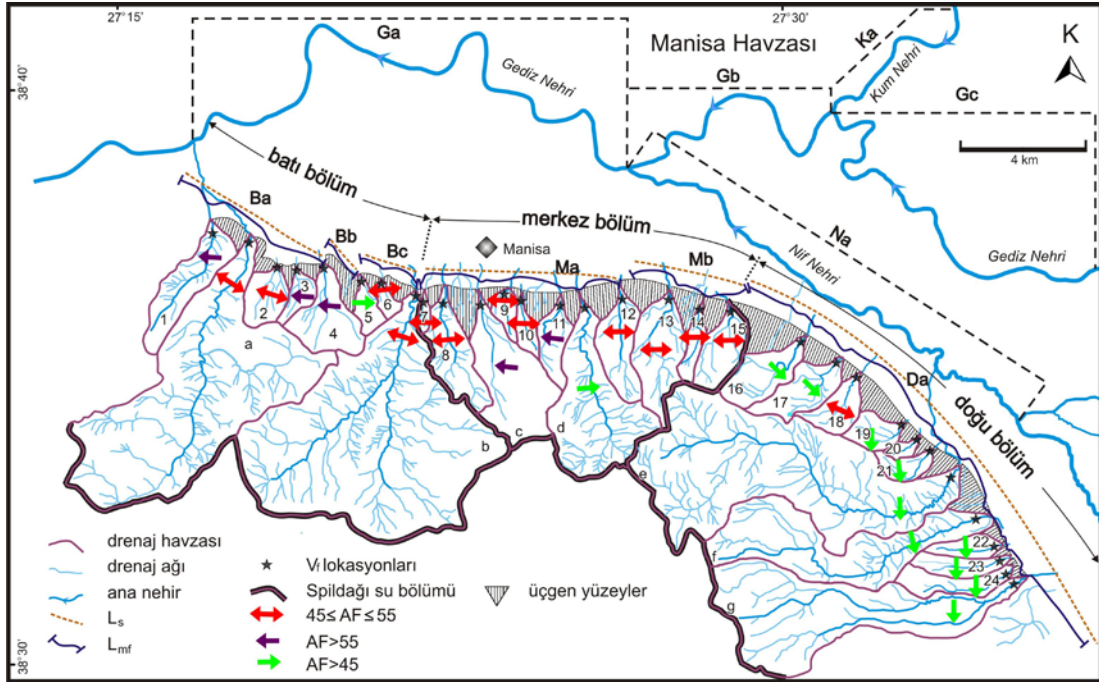 27°15'
27°30'
38°40'
38°30'
Ga
Manisa Havzası
Ka
K
Gediz Nehri
Gb
Kum Nehri
Gc
4 km
batı bölüm
merkez bölüm
Na
Nif Nehri
Gediz Nehri
Ba
Bb
Bc
Manisa
Ma
Mb
Da
doğu bölüm
1
2
3
4
5
6
7
8
9
10
11
12
13
14
15
16
17
18
19
20
21
22
23
24
a
b
c
d
e
f
g
drenaj havzası
drenaj ağı
ana nehir
Ls
Lmf
Vf lokasyonları
Spildağı su bölümü
45≤ AF ≤ 55
AF>55
AF>45
üçgen yüzeyler